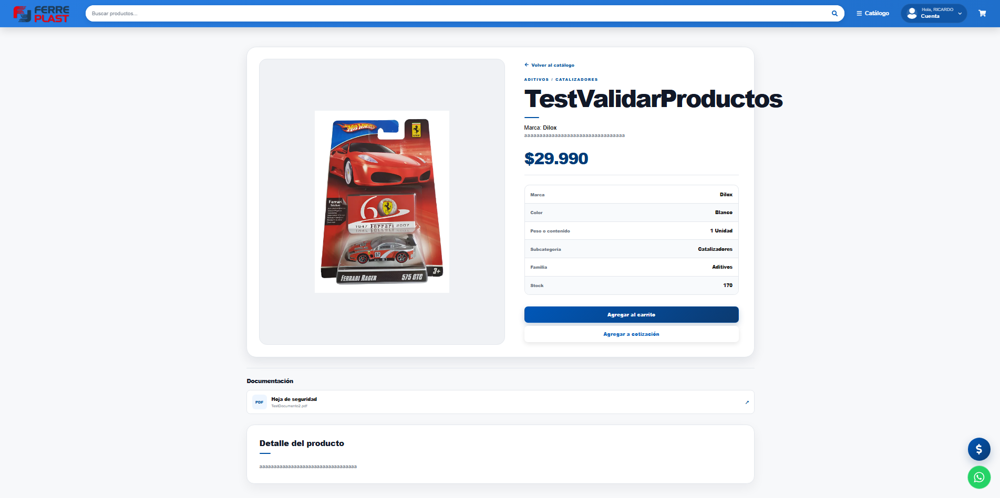 FERRE
PLAST
Buscar productos...
Catálogo
Hola, RICARDO
Cuenta
Volver al catálogo
ADITIVOS / CATALIZADORES
TestValidarProductos
Marca: Dilox
aaaaaaaaaaaaaaaaaaaaaaaaaaaaaaaaa
$29.990
Marca Dilox
Color Blanco
Peso o contenido 1 Unidad
Subcategoría Catalizadores
Familia Aditivos
Stock 170
Agregar al carrito
Agregar a cotización
Hot Wheels
Ferrari
Sticker
60
1947 Ferrari 2007
57
FERRARI RACER 575 GTC 3+
Documentación
PDF
Hoja de seguridad
TestDocumento2.pdf
Detalle del producto
aaaaaaaaaaaaaaaaaaaaaaaaaaaaaaaaaa